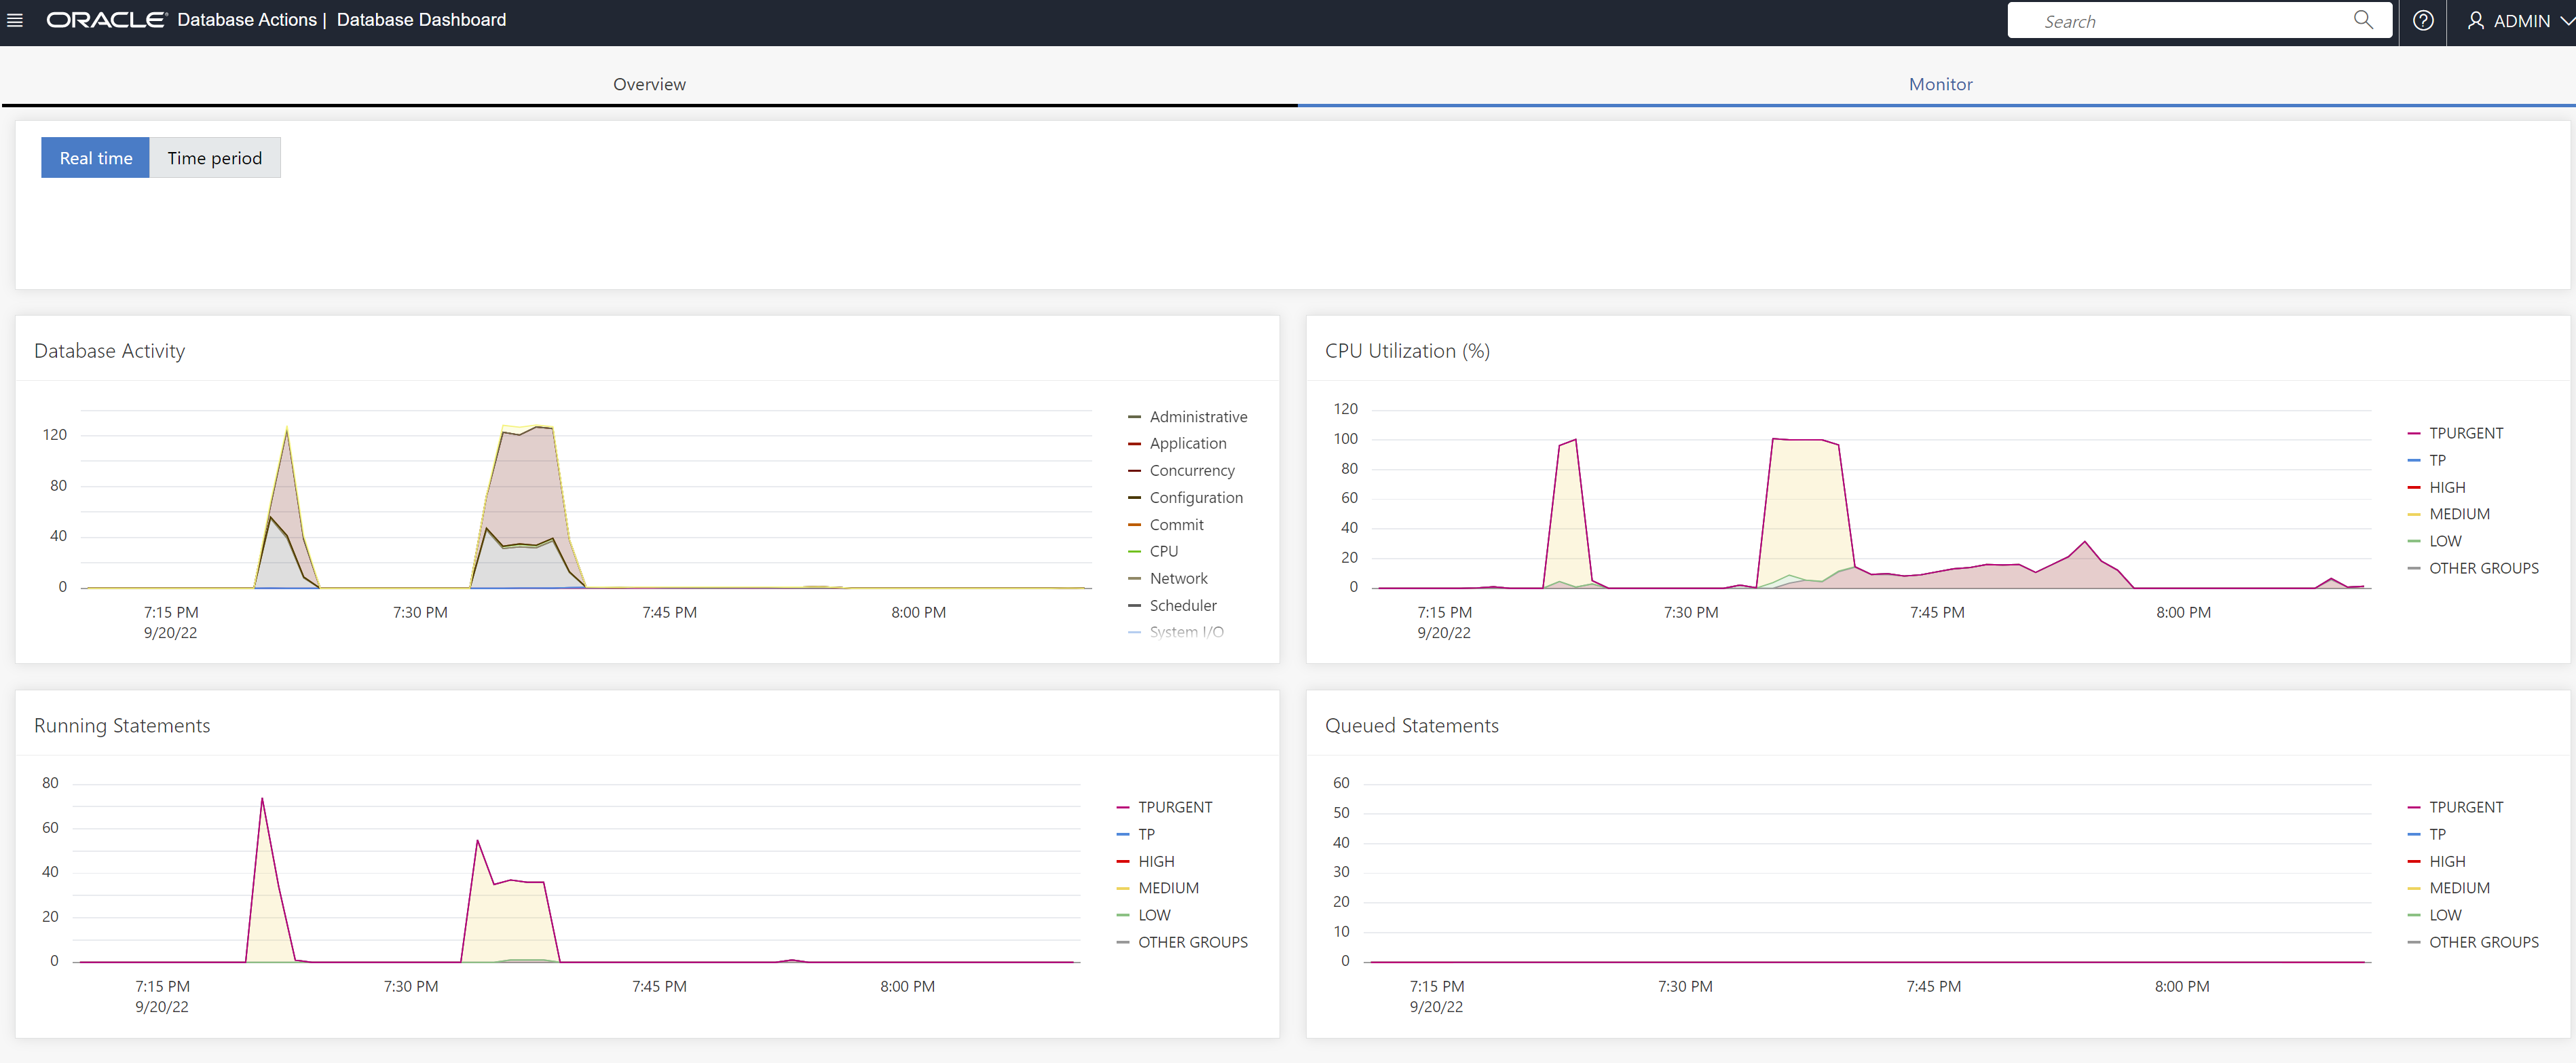 ORACLE Database Actions | Database Dashboard
Search
ADMIN
Overview
Monitor
Real time
Time period
Database Activity
120
80
40
0
7:15 PM 7:30 PM 7:45 PM 8:00 PM
9/20/22
Administrative
Application
Concurrency
Configuration
Commit
CPU
Network
Scheduler
System I/O
CPU Utilization (%)
120
100
80
60
40
20
0
7:15 PM 7:30 PM 7:45 PM 8:00 PM
9/20/22
TPURGENT
TP
HIGH
MEDIUM
LOW
OTHER GROUPS
Running Statements
80
60
40
20
0
7:15 PM 7:30 PM 7:45 PM 8:00 PM
9/20/22
TPURGENT
TP
HIGH
MEDIUM
LOW
OTHER GROUPS
Queued Statements
60
50
40
30
20
10
0
7:15 PM 7:30 PM 7:45 PM 8:00 PM
9/20/22
TPURGENT
TP
HIGH
MEDIUM
LOW
OTHER GROUPS